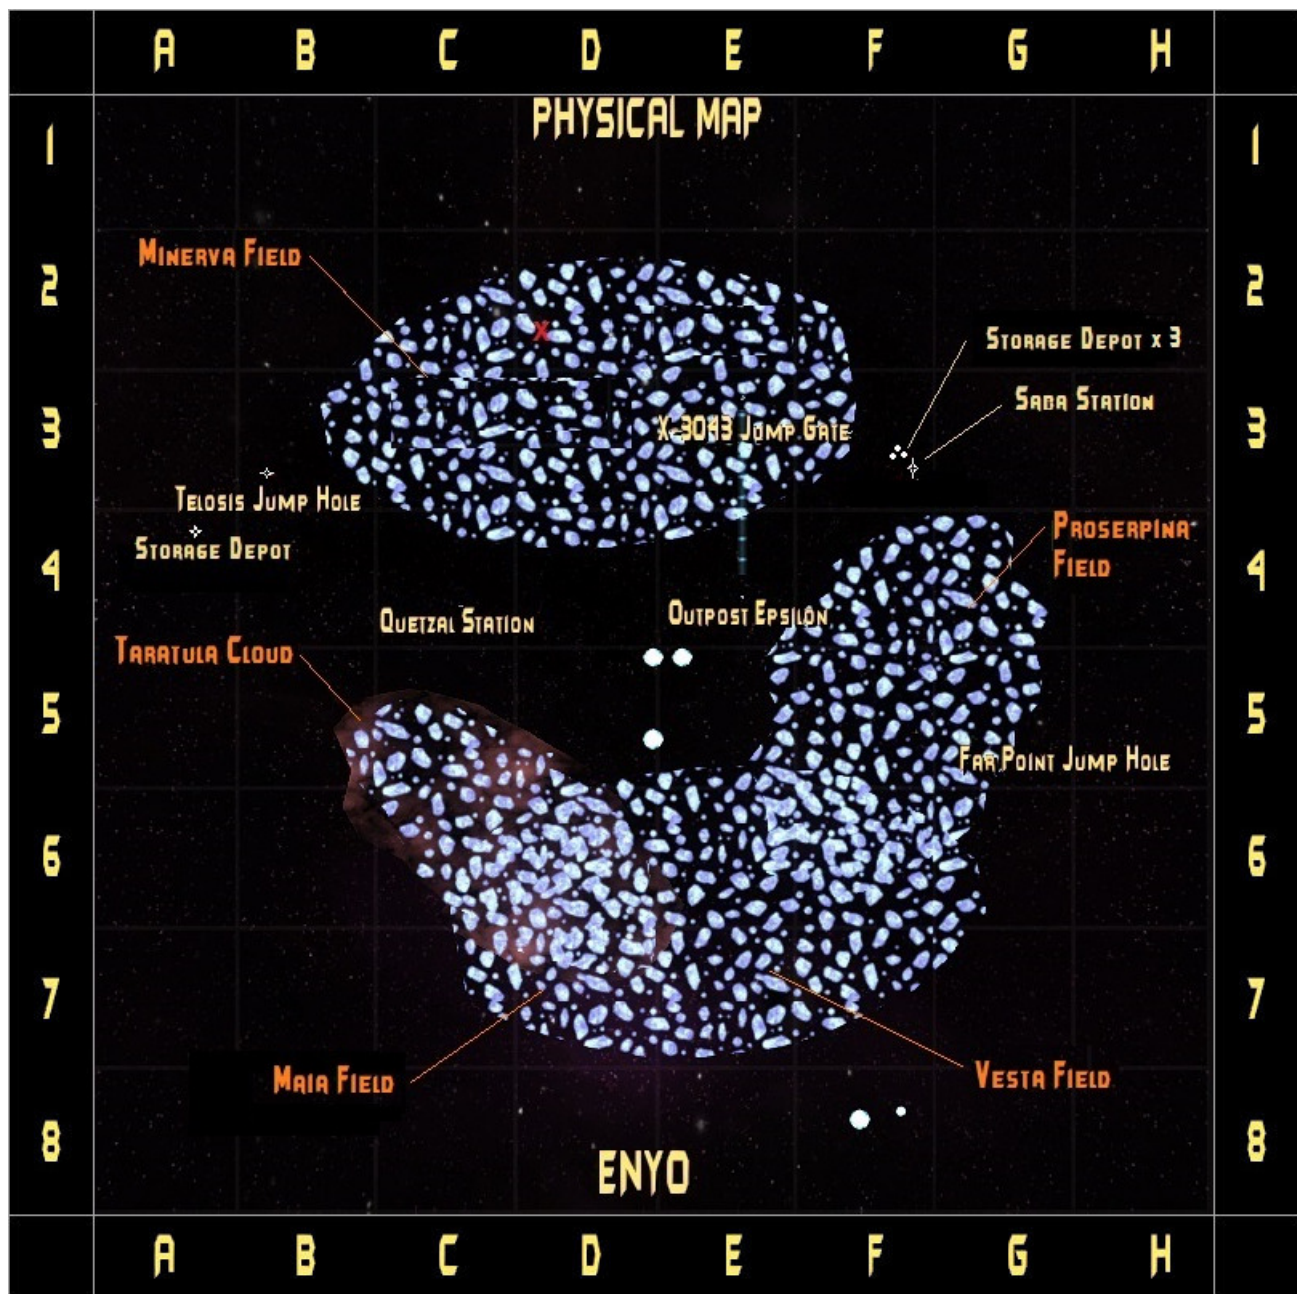 A B C D E F G H
PHYSICAL MAP
1 1
MINERVA FIELD
2 2
X
STORAGE DEPOT x 3
SABA STATION
3 X-3043 JUMP GATE 3
TELOSIS JUMP HOLE
PROSERPINA
FIELD
STORAGE DEPOT
4 4
OUTPOST EPSILON
QUETZAL STATION
TARATULA CLOUD
5 5
FAR POINT JUMP HOLE
6 6
7 7
MAIA FIELD
VESTA FIELD
8 8
ENYO
A B C D E F G H